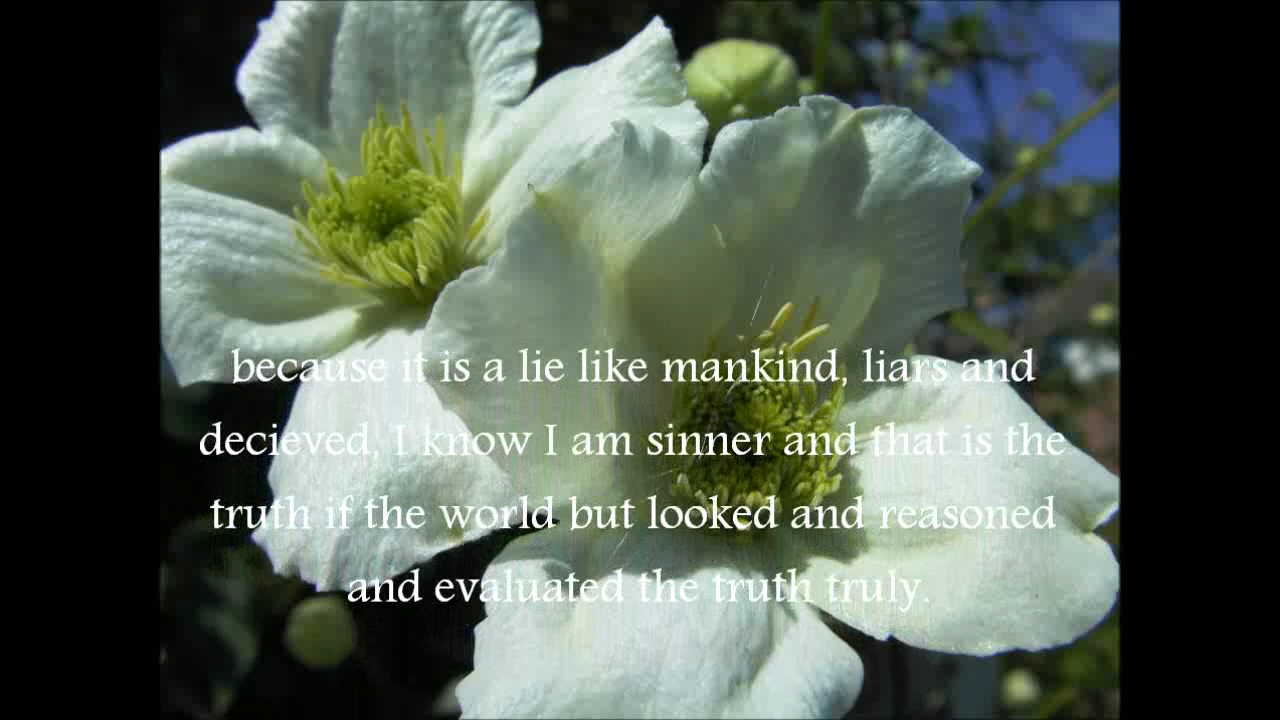 because it is a lie like mankind, liars and
decieved, I know I am sinner and that is the
truth if the world but looked and reasoned
and evaluated the truth truly.